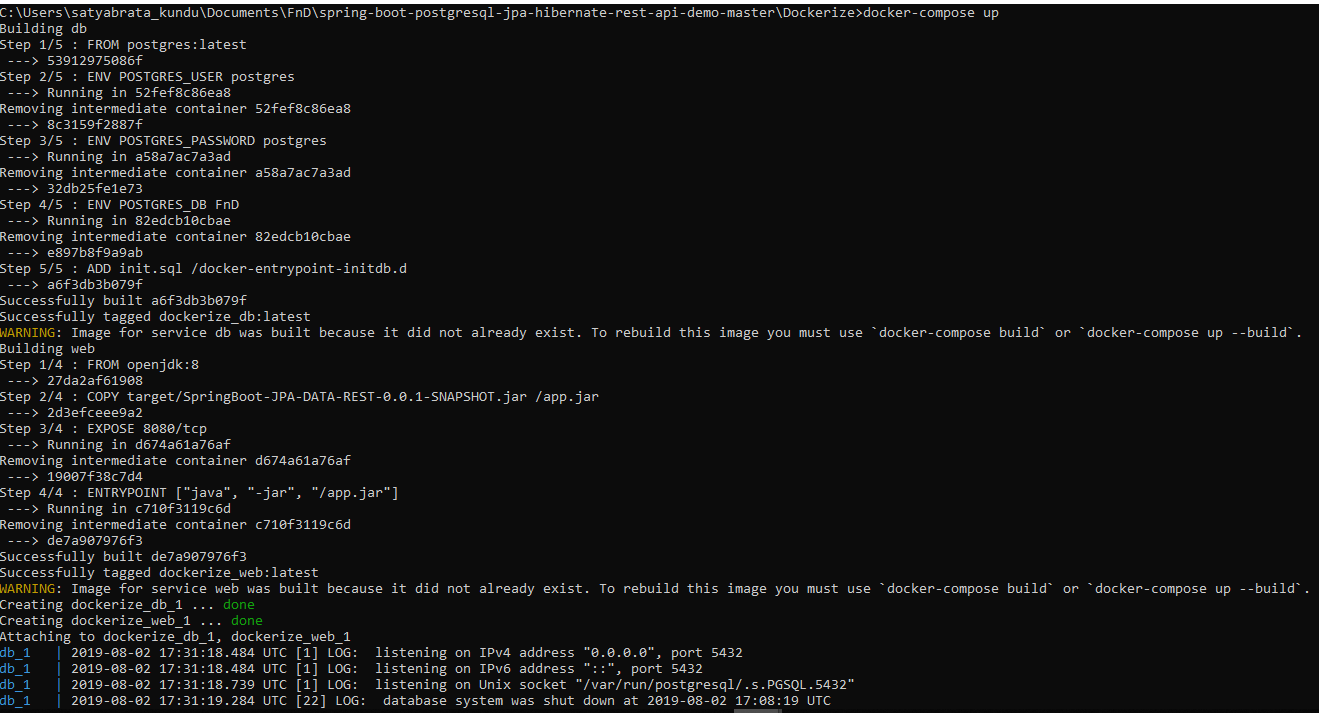 C:\Users\satyabrata_kundu\Documents\FnD\spring-boot-postgresql-jpa-hibernate-rest-api-demo-master\Dockerize>docker-compose up
Building db
Step 1/5 : FROM postgres:latest
 ---> 53912975086f
Step 2/5 : ENV POSTGRES_USER postgres
 ---> Running in 52fef8c86ea8
Removing intermediate container 52fef8c86ea8
 ---> 8c3159f2887f
Step 3/5 : ENV POSTGRES_PASSWORD postgres
 ---> Running in a58a7ac7a3ad
Removing intermediate container a58a7ac7a3ad
 ---> 32db25fe1e73
Step 4/5 : ENV POSTGRES_DB FnD
 ---> Running in 82edcb10cbae
Removing intermediate container 82edcb10cbae
 ---> e897b8f9a9ab
Step 5/5 : ADD init.sql /docker-entrypoint-initdb.d
 ---> a6f3db3b079f
Successfully built a6f3db3b079f
Successfully tagged dockerize_db:latest
WARNING: Image for service db was built because it did not already exist. To rebuild this image you must use `docker-compose build` or `docker-compose up --build`.
Building web
Step 1/4 : FROM openjdk:8
 ---> 27da2af61908
Step 2/4 : COPY target/SpringBoot-JPA-DATA-REST-0.0.1-SNAPSHOT.jar /app.jar
 ---> 2d3efceee9a2
Step 3/4 : EXPOSE 8080/tcp
 ---> Running in d674a61a76af
Removing intermediate container d674a61a76af
 ---> 19007f38c7d4
Step 4/4 : ENTRYPOINT ["java", "-jar", "/app.jar"]
 ---> Running in c710f3119c6d
Removing intermediate container c710f3119c6d
 ---> de7a907976f3
Successfully built de7a907976f3
Successfully tagged dockerize_web:latest
WARNING: Image for service web was built because it did not already exist. To rebuild this image you must use `docker-compose build` or `docker-compose up --build`.
Creating dockerize_db_1 ... done
Creating dockerize_web_1 ... done
Attaching to dockerize_db_1, dockerize_web_1
db_1   | 2019-08-02 17:31:18.484 UTC [1] LOG:  listening on IPv4 address "0.0.0.0", port 5432
db_1   | 2019-08-02 17:31:18.484 UTC [1] LOG:  listening on IPv6 address "::", port 5432
db_1   | 2019-08-02 17:31:18.739 UTC [1] LOG:  listening on Unix socket "/var/run/postgresql/.s.PGSQL.5432"
db_1   | 2019-08-02 17:31:19.284 UTC [22] LOG:  database system was shut down at 2019-08-02 17:08:19 UTC